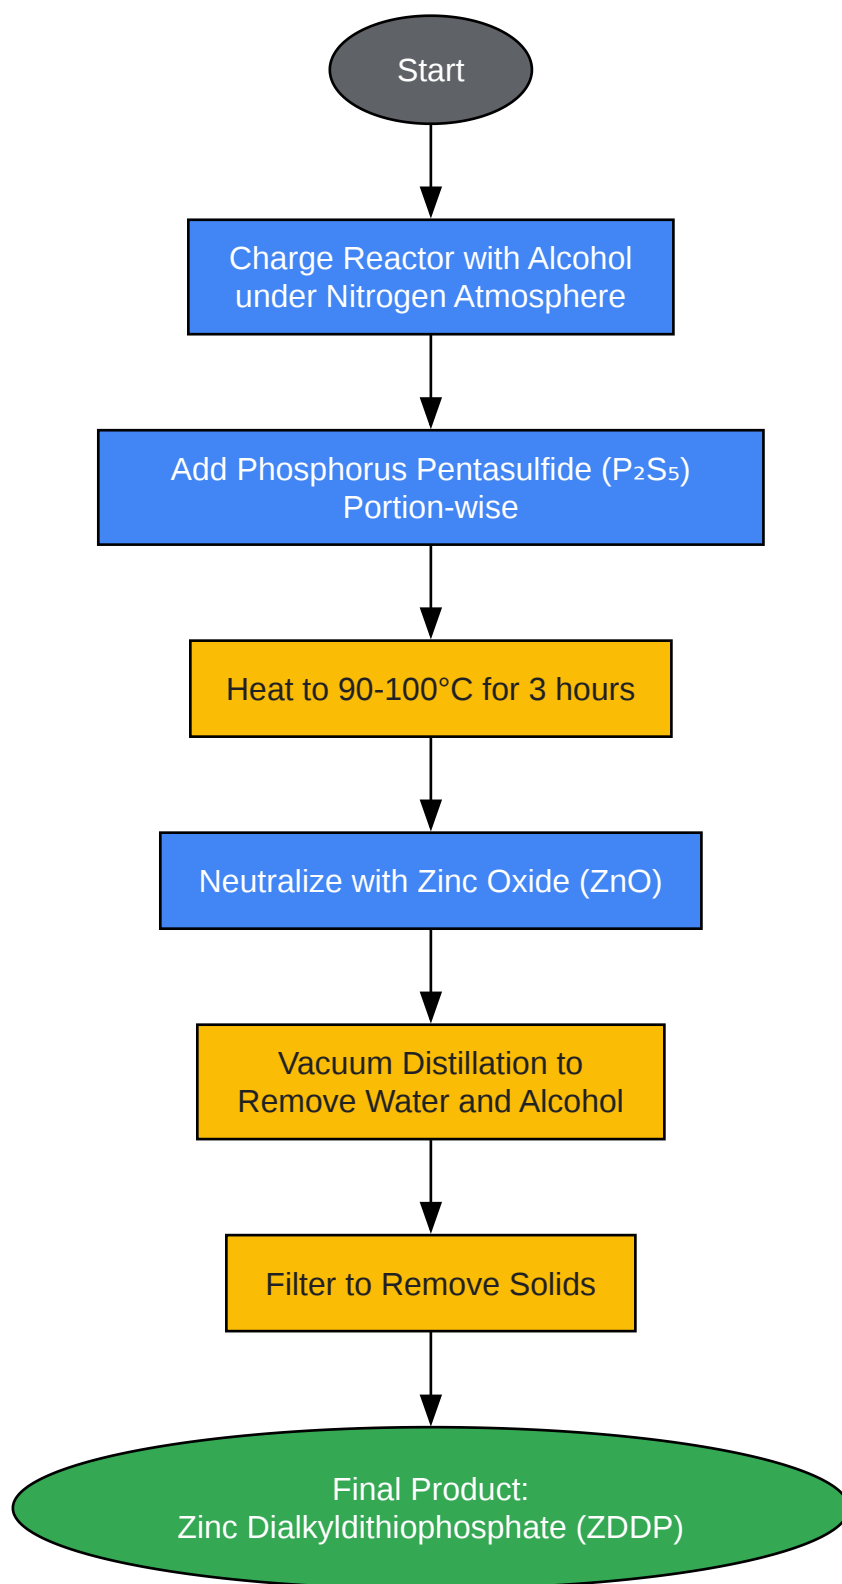 Start
Charge Reactor with Alcohol
under Nitrogen Atmosphere
Add Phosphorus Pentasulfide (P₂S₅)
Portion-wise
Heat to 90-100°C for 3 hours
Neutralize with Zinc Oxide (ZnO)
Vacuum Distillation to
Remove Water and Alcohol
Filter to Remove Solids
Final Product:
Zinc Dialkyldithiophosphate (ZDDP)